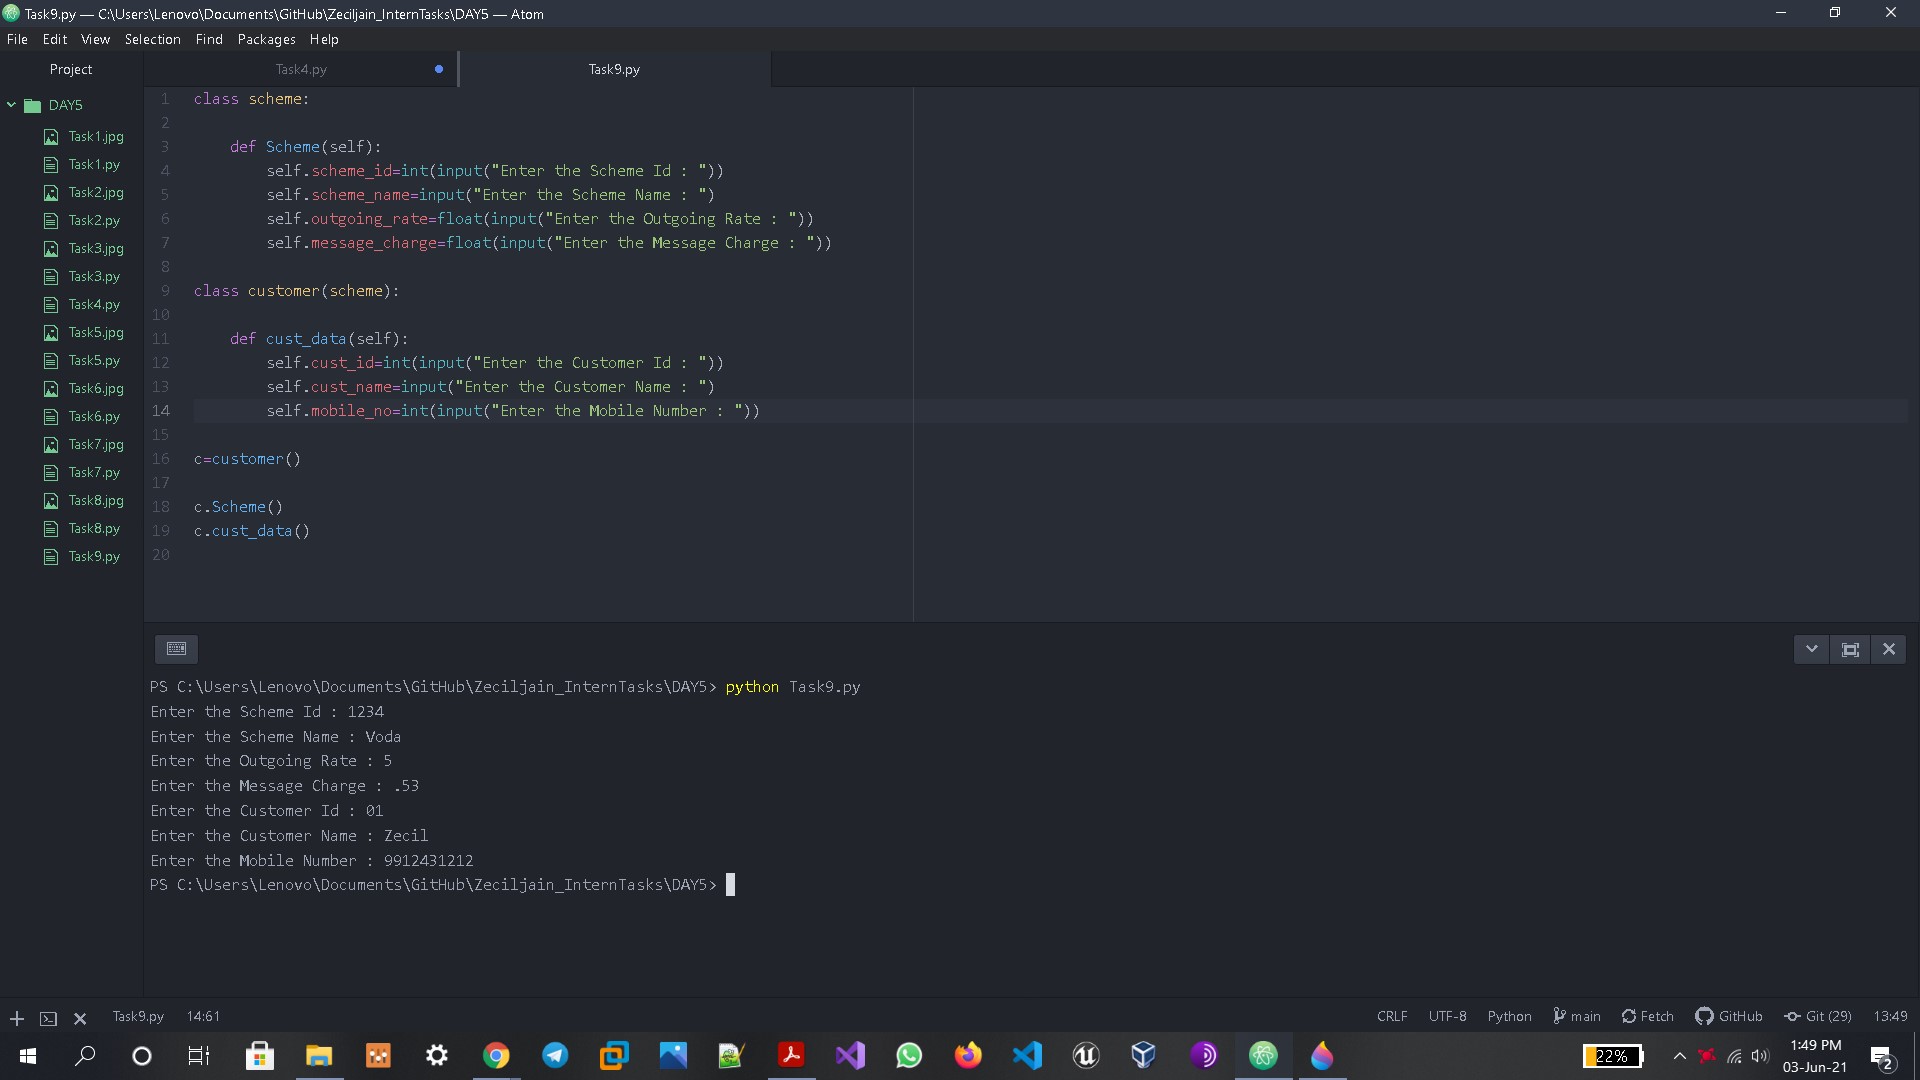 Task9.py — C:\Users\Lenovo\Documents\GitHub\Zeciljain_InternTasks\DAY5 — Atom
File Edit View Selection Find Packages Help
Project
Task4.py
Task9.py
DAY5
Task1.jpg
Task1.py
Task2.jpg
Task2.py
Task3.jpg
Task3.py
Task4.py
Task5.jpg
Task5.py
Task6.jpg
Task6.py
Task7.jpg
Task7.py
Task8.jpg
Task8.py
Task9.py
1 class scheme:
2
3     def Scheme(self):
4         self.scheme_id=int(input("Enter the Scheme Id : "))
5         self.scheme_name=input("Enter the Scheme Name : ")
6         self.outgoing_rate=float(input("Enter the Outgoing Rate : "))
7         self.message_charge=float(input("Enter the Message Charge : "))
8
9 class customer(scheme):
10
11     def cust_data(self):
12         self.cust_id=int(input("Enter the Customer Id : "))
13         self.cust_name=input("Enter the Customer Name : ")
14         self.mobile_no=int(input("Enter the Mobile Number : "))
15
16 c=customer()
17
18 c.Scheme()
19 c.cust_data()
20
PS C:\Users\Lenovo\Documents\GitHub\Zeciljain_InternTasks\DAY5> python Task9.py
Enter the Scheme Id : 1234
Enter the Scheme Name : Voda
Enter the Outgoing Rate : 5
Enter the Message Charge : .53
Enter the Customer Id : 01
Enter the Customer Name : Zecil
Enter the Mobile Number : 9912431212
PS C:\Users\Lenovo\Documents\GitHub\Zeciljain_InternTasks\DAY5>
Task9.py 14:61 CRLF UTF-8 Python main Fetch GitHub Git (29) 13:49
22%
1:49 PM
03-Jun-21
2